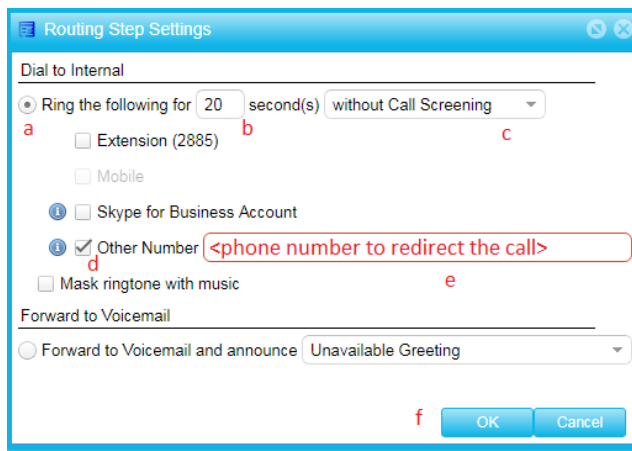 Routing Step Settings
Dial to Internal
Ring the following for 20 second(s) without Call Screening
a b c
Extension (2885)
Mobile
Skype for Business Account
Other Number <phone number to redirect the call>
d e
Mask ringtone with music
Forward to Voicemail
Forward to Voicemail and announce Unavailable Greeting
f OK Cancel